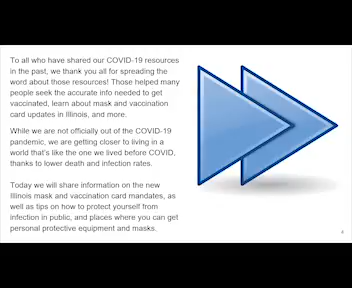 To all who have shared our COVID-19 resources
in the past, we thank you all for spreading the
word about those resources! Those helped many
people seek the accurate info needed to get
vaccinated, learn about mask and vaccination
card updates in Illinois, and more.
While we are not officially out of the COVID-19
pandemic, we are getting closer to living in a
world that's like the one we lived before COVID,
thanks to lower death and infection rates.
Today we will share information on the new
Illinois mask and vaccination card mandates, as
well as tips on how to protect yourself from
infection in public, and places where you can get
personal protective equipment and masks.
4